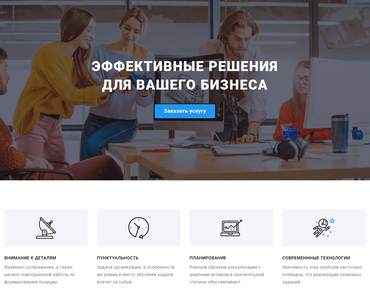 ЭФФЕКТИВНЫЕ РЕШЕНИЯ
ДЛЯ ВАШЕГО БИЗНЕСА
Заказать услугу
ВНИМАНИЕ К ДЕТАЛЯМ
Идейные соображения, а также
начало повседневной работы по
формированию позиции.
ПУНКТУАЛЬНОСТЬ
Задача организации, в особенности
же рамки и место обучения кадров
влечет за собой.
ПЛАНИРОВАНИЕ
Равным образом консультация с
широким активом в значительной
степени обуславливает.
СОВРЕМЕННЫЕ ТЕХНОЛОГИИ
Значимость этих проблем настолько
очевидна, что реализация плановых
заданий.